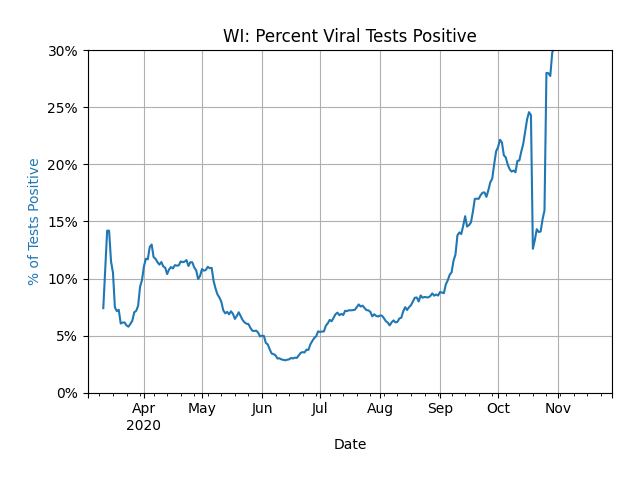 WI: Percent Viral Tests Positive
30%
25%
20%
15%
10%
5%
0%
% of Tests Positive
Apr May Jun Jul Aug Sep Oct Nov
2020
Date